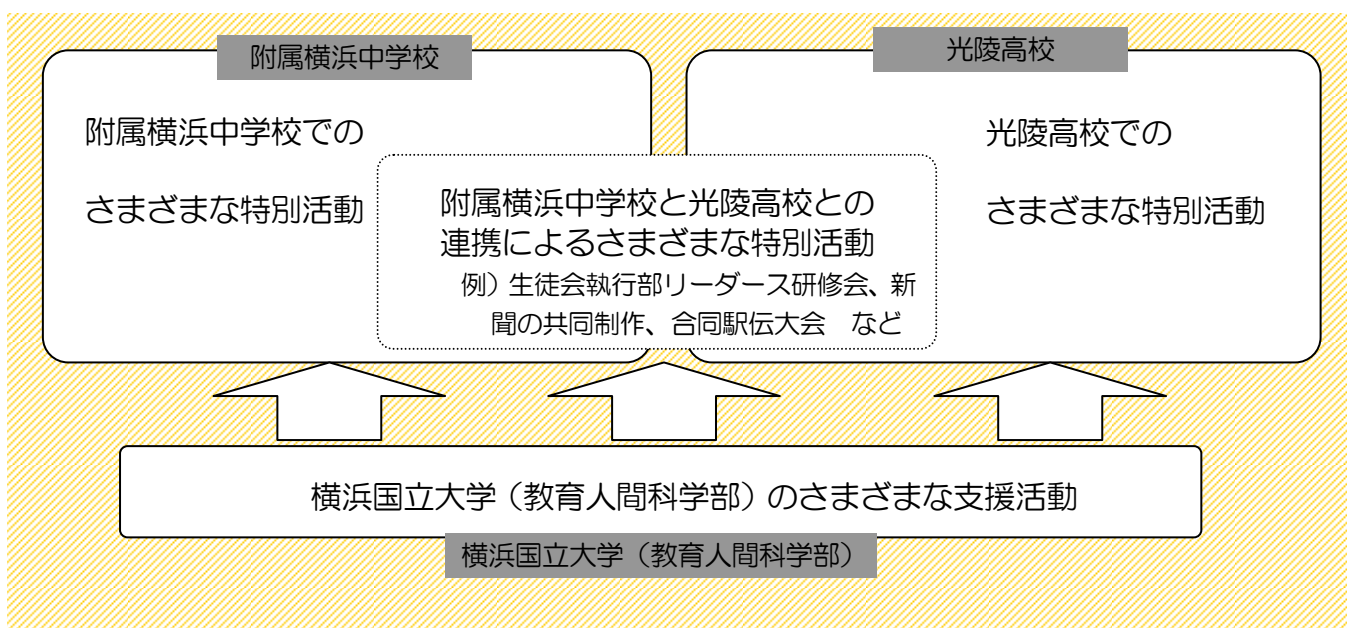 附属横浜中学校
光陵高校
附属横浜中学校での
さまざまな特別活動
附属横浜中学校と光陵高校との
連携によるさまざまな特別活動
例）生徒会執行部リーダース研修会、新
聞の共同制作、合同駅伝大会　など
光陵高校での
さまざまな特別活動
横浜国立大学（教育人間科学部）のさまざまな支援活動
横浜国立大学（教育人間科学部）